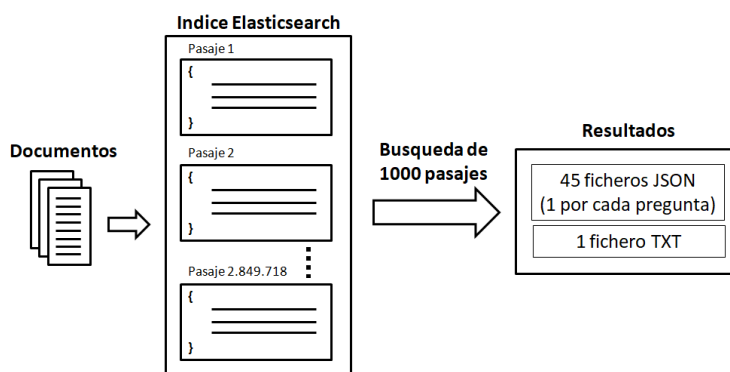 Indice Elasticsearch
Pasaje 1
{
}
Documentos
Pasaje 2
{
}
Pasaje 2.849.718
{
}
Busqueda de
1000 pasajes
Resultados
45 ficheros JSON
(1 por cada pregunta)
1 fichero TXT